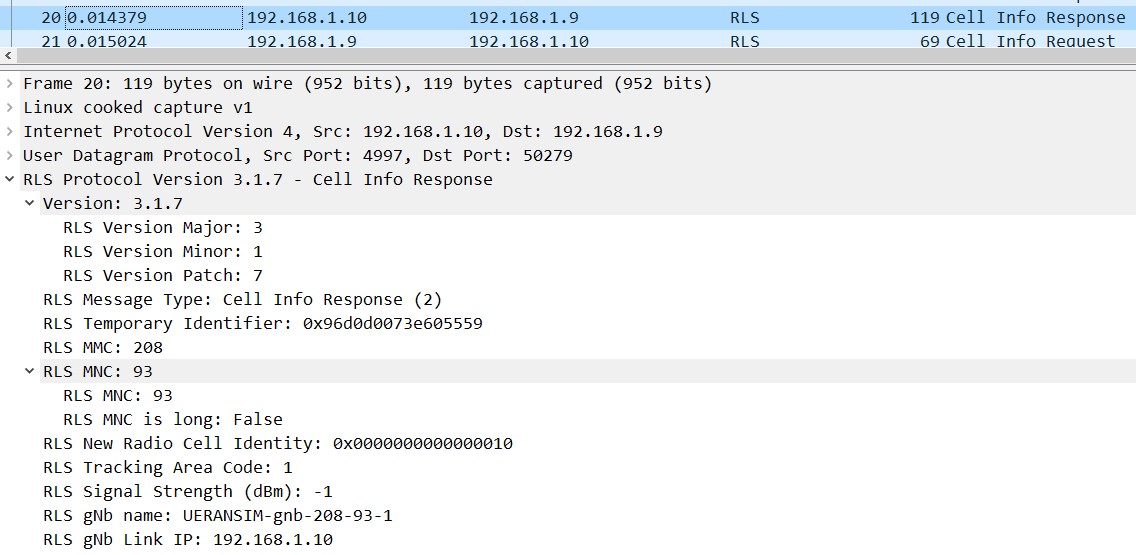 20 0.014379 192.168.1.10 192.168.1.9 RLS 119 Cell Info Response
21 0.015024 192.168.1.9 192.168.1.10 RLS 69 Cell Info Request
Frame 20: 119 bytes on wire (952 bits), 119 bytes captured (952 bits)
Linux cooked capture v1
Internet Protocol Version 4, Src: 192.168.1.10, Dst: 192.168.1.9
User Datagram Protocol, Src Port: 4997, Dst Port: 50279
RLS Protocol Version 3.1.7 - Cell Info Response
Version: 3.1.7
RLS Version Major: 3
RLS Version Minor: 1
RLS Version Patch: 7
RLS Message Type: Cell Info Response (2)
RLS Temporary Identifier: 0x96d0d0073e605559
RLS MMC: 208
RLS MNC: 93
RLS MNC: 93
RLS MNC is long: False
RLS New Radio Cell Identity: 0x0000000000000010
RLS Tracking Area Code: 1
RLS Signal Strength (dBm): -1
RLS gNb name: UERANSIM-gnb-208-93-1
RLS gNb Link IP: 192.168.1.10